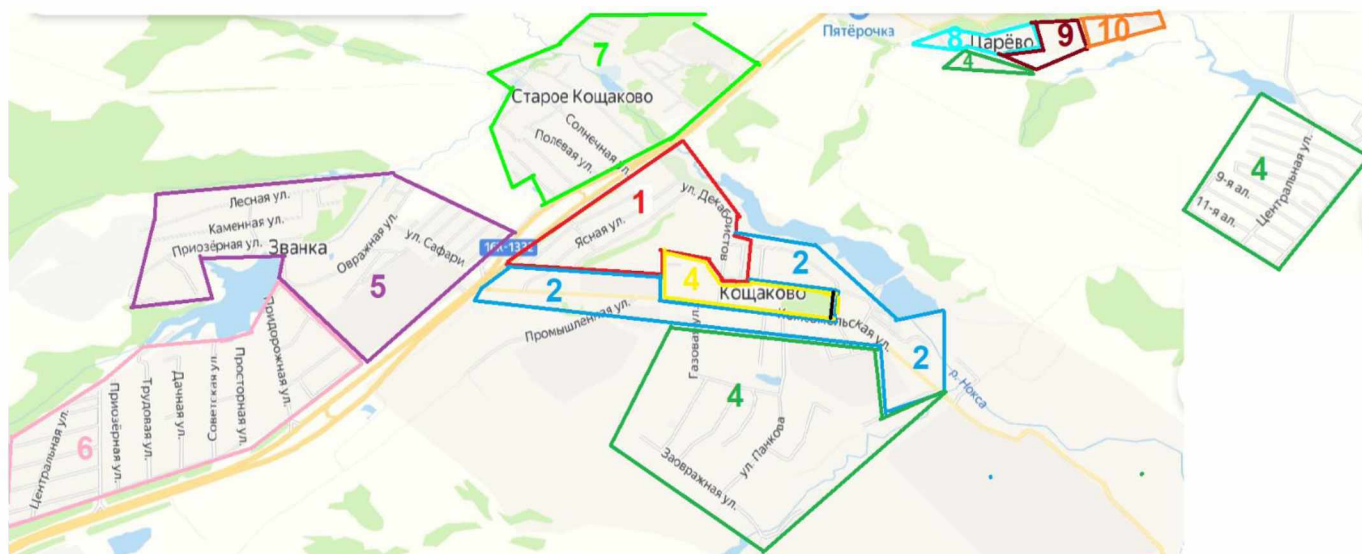 Пятёрочка
8
Царёво
9
10
4
7
Старое Кощаково
Солнечная ул.
Полевая ул.
4
9-я ал.
11-я ал.
Центральная ул.
1
ул. Декабристов
Ясная ул.
Лесная ул.
Каменная ул.
Приозёрная ул.
Званка
Овражная ул.
ул. Сафари
5
2
4
Кощаково
2
Промышленная ул.
Газовая ул.
2
р. Нокса
4
ул. Панкова
Заовражная ул.
Придорожная ул.
Просторная ул.
Советская ул.
Дачная ул.
Трудовая ул.
Приозёрная ул.
6
Центральная ул.